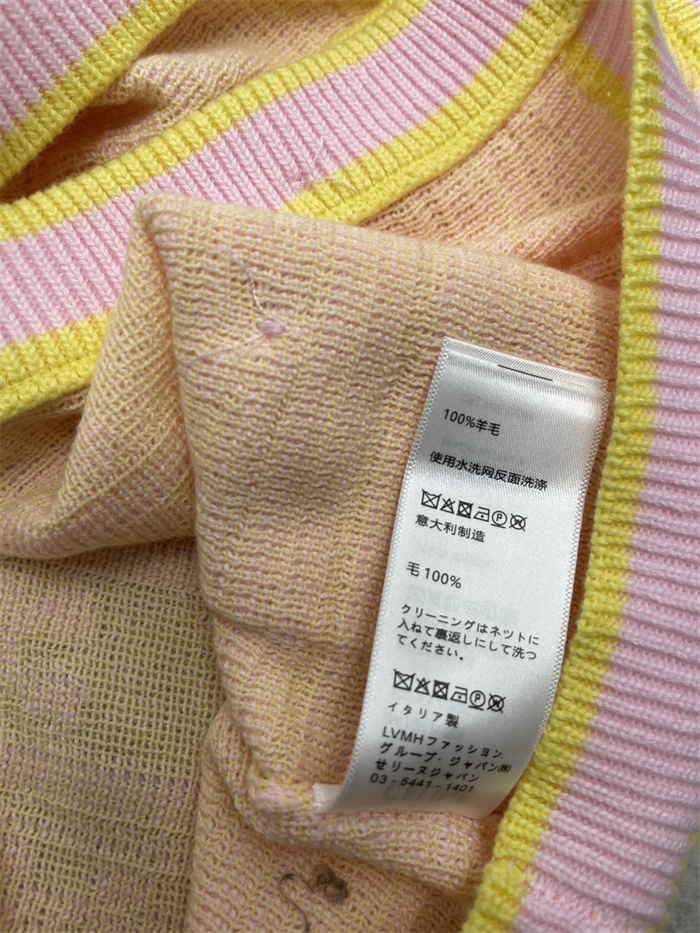 100%羊毛
使用水洗网反面洗涤
意大利制造
毛100%
クリーニングはネットに
入ねて裏返しにして洗つ
てください。
イタリア製
LVMHファッション,
グループ・ジャパン㈱
せリーヌジャパン
03-5441-1401